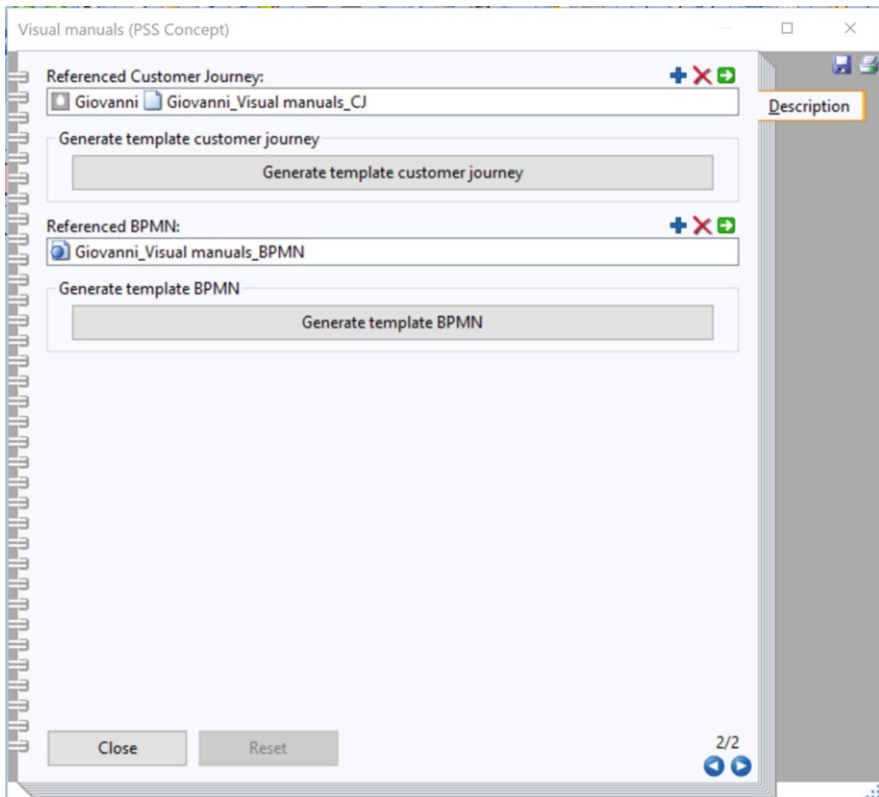 Visual manuals (PSS Concept)
Referenced Customer Journey:
Giovanni Giovanni_Visual manuals_CJ
Description
Generate template customer journey
Generate template customer journey
Referenced BPMN:
Giovanni_Visual manuals_BPMN
Generate template BPMN
Generate template BPMN
Close Reset 2/2